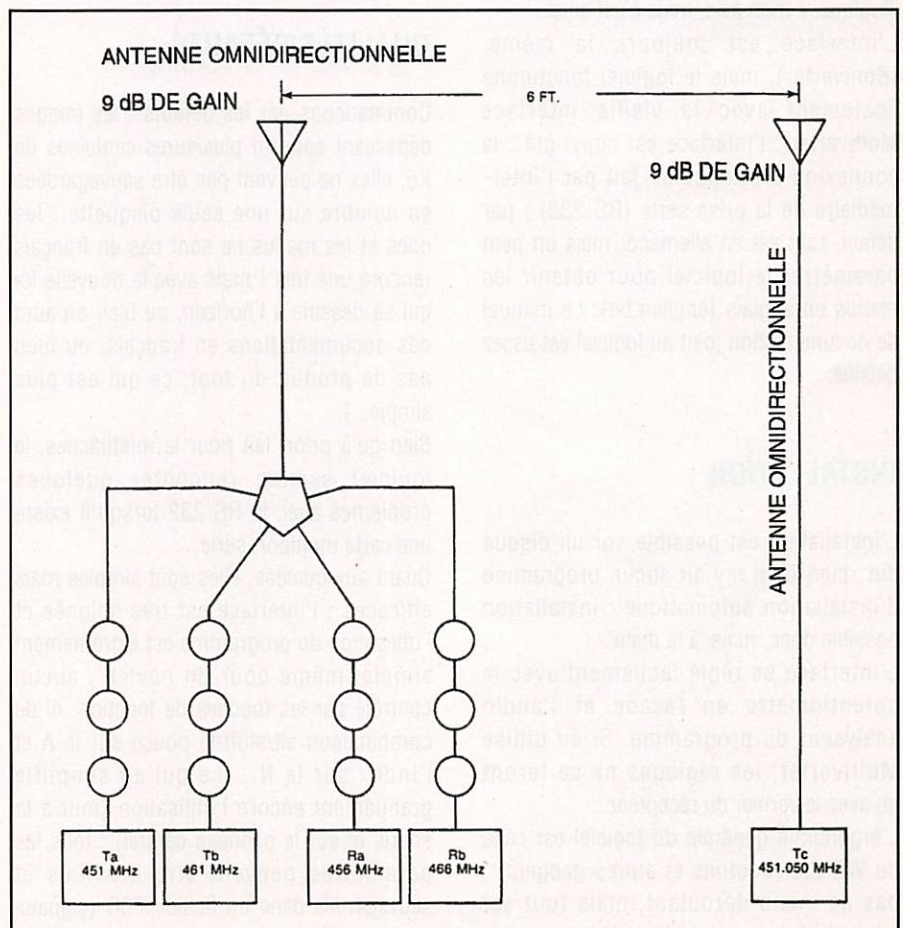 ANTENNE OMNIDIRECTIONNELLE
9 dB DE GAIN
6 FT.
9 dB DE GAIN
ANTENNE OMNIDIRECTIONNELLE
Ta
451 MHz
Tb
461 MHz
Ra
456 MHz
Rb
466 MHz
Tc
451.050 MHz